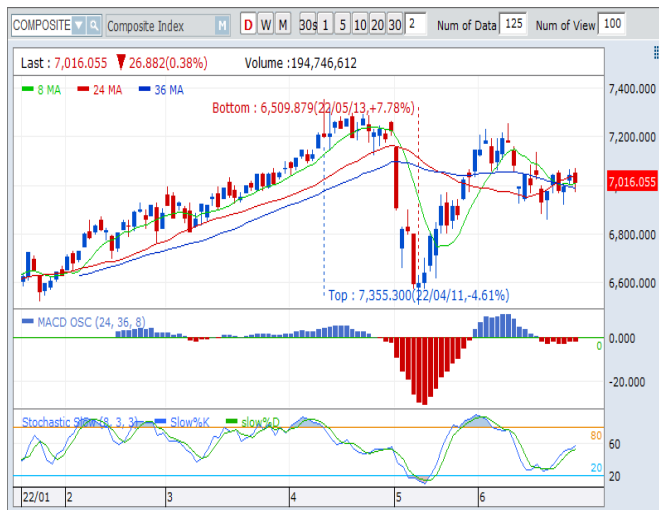 COMPOSITE Composite Index M D W M 30s 1 5 10 20 30 2 Num of Data 125 Num of View 100
Last : 7,016.055 ▼ 26.882(0.38%) Volume :194,746,612
8 MA 24 MA 36 MA
7,400.000
Bottom : 6,509.879(22/05/13,+7.78%)
7,200.000
7,016.055
6,800.000
6,600.000
Top : 7,355.300(22/04/11,-4.61%)
MACD OSC (24, 36, 8)
0.000
0
-20.000
Stochastic Slow (8, 3, 3) Slow%K slow%D
80
60
20
20
22/01 2 3 4 5 6